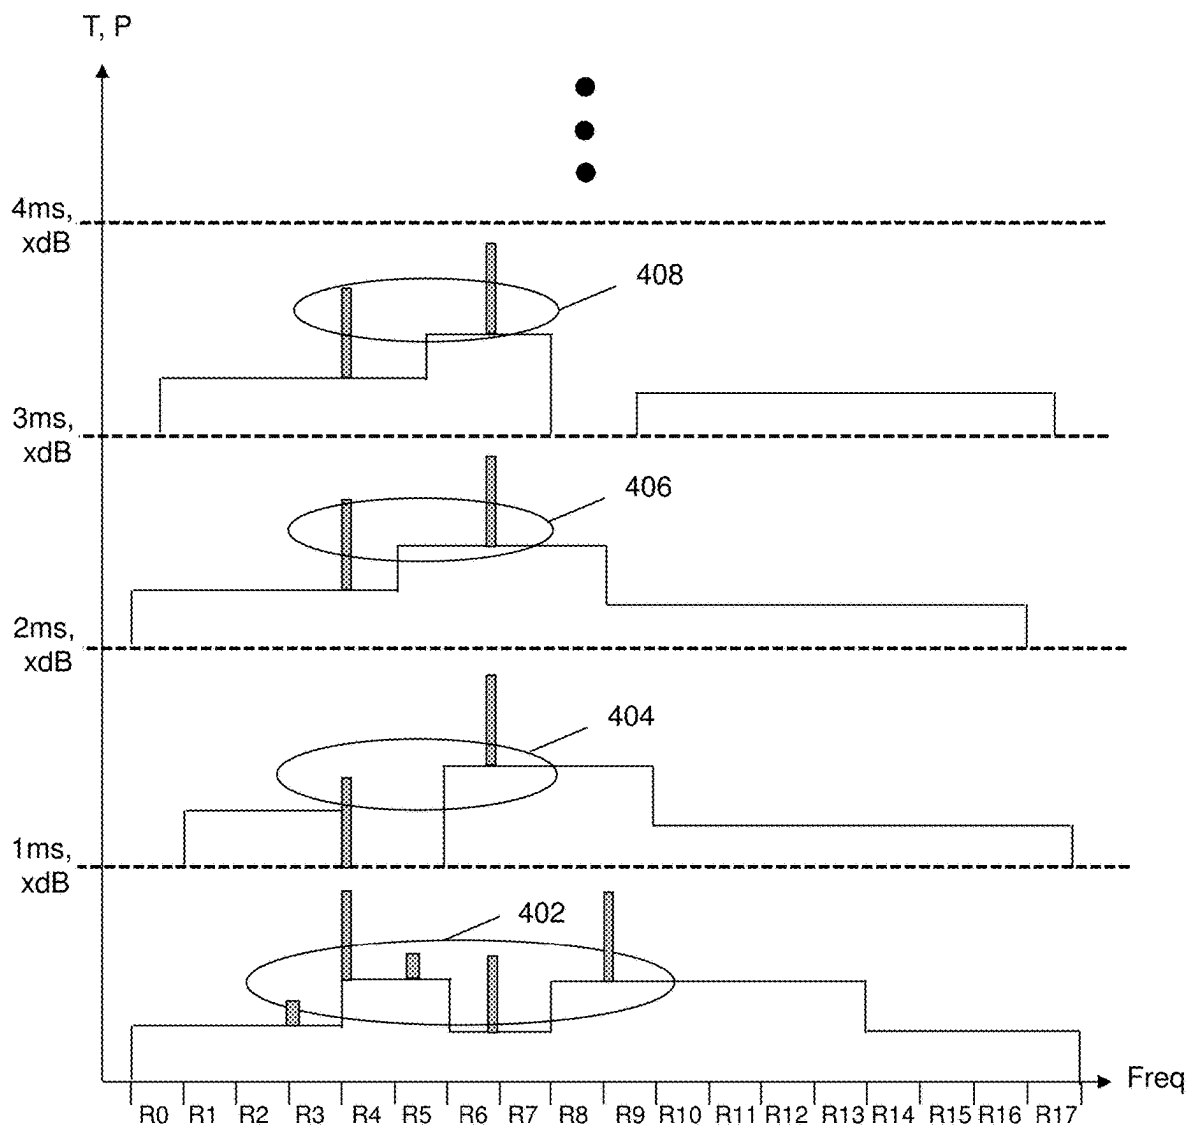 T, P
4ms,
xdB
408
3ms,
xdB
406
2ms,
xdB
404
1ms,
xdB
402
Freq
R0 R1 R2 R3 R4 R5 R6 R7 R8 R9 R10 R11 R12 R13 R14 R15 R16 R17